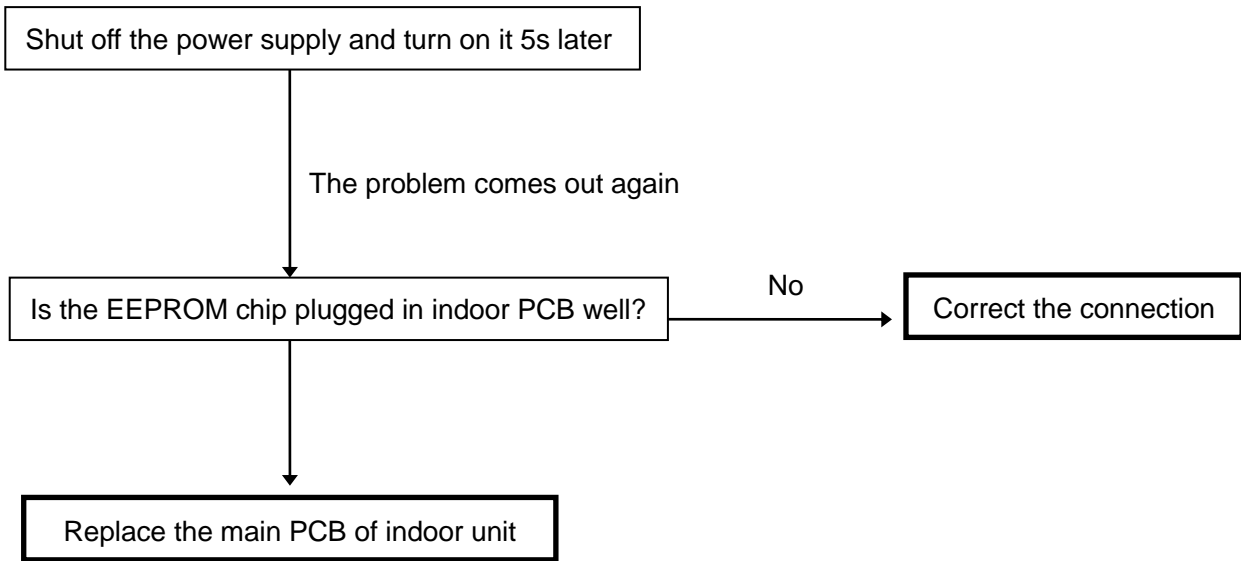 Shut off the power supply and turn on it 5s later
The problem comes out again
Is the EEPROM chip plugged in indoor PCB well?
No
Correct the connection
Replace the main PCB of indoor unit